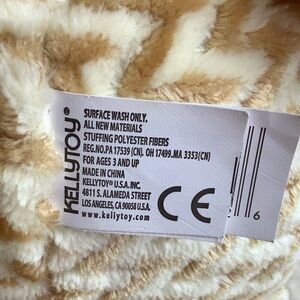 KELLYTOY®
SURFACE WASH ONLY.
ALL NEW MATERIALS
STUFFING POLYESTER FIBERS
REG.NO.PA 17539 (CN). OH 17499.MA 3353(CN)
FOR AGES 3 AND UP
MADE IN CHINA
KELLYTOY® U.S.A. INC.
4811 S. ALAMEDA STREET
LOS ANGELES, CA 90058 U.S.A.
www.kellytoy.com
CE
6